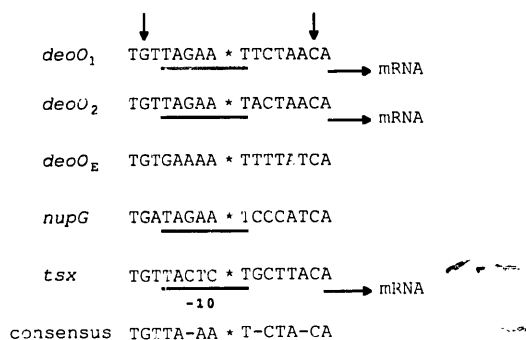 deoO1 TGTTAGAA * TTCTAACA mRNA
deoO2 TGTTAGAA * TACTAACA mRNA
deoOE TGTGAAAA * TTTTATCA
nupG TGATAGAA * TCCCATCA
tsx TGTTACTC * TGCTTACA mRNA
-10
consensus TGTTA-AA * T-CTA-CA